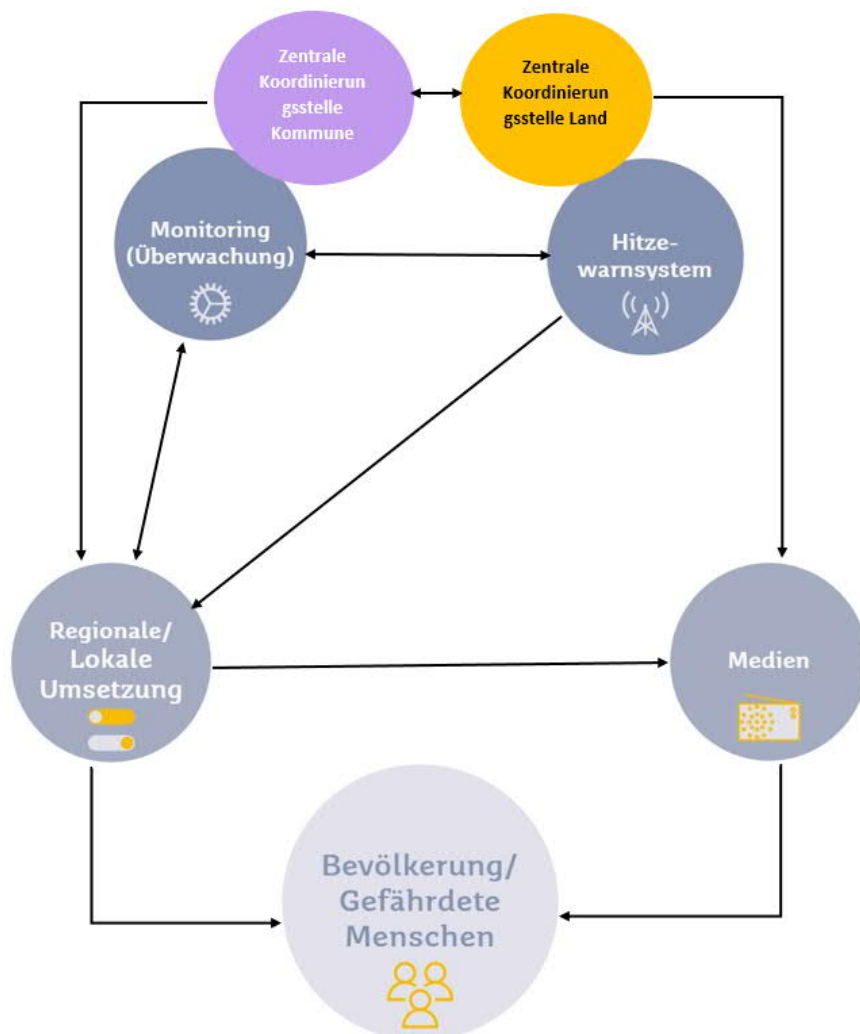 Zentrale
Koordinierun
gsstelle
Kommune
Zentrale
Koordinierun
gsstelle Land
Monitoring
(Überwachung)
Hitze-
warnsystem
Regionale/
Lokale
Umsetzung
Medien
Bevölkerung/
Gefährdete
Menschen